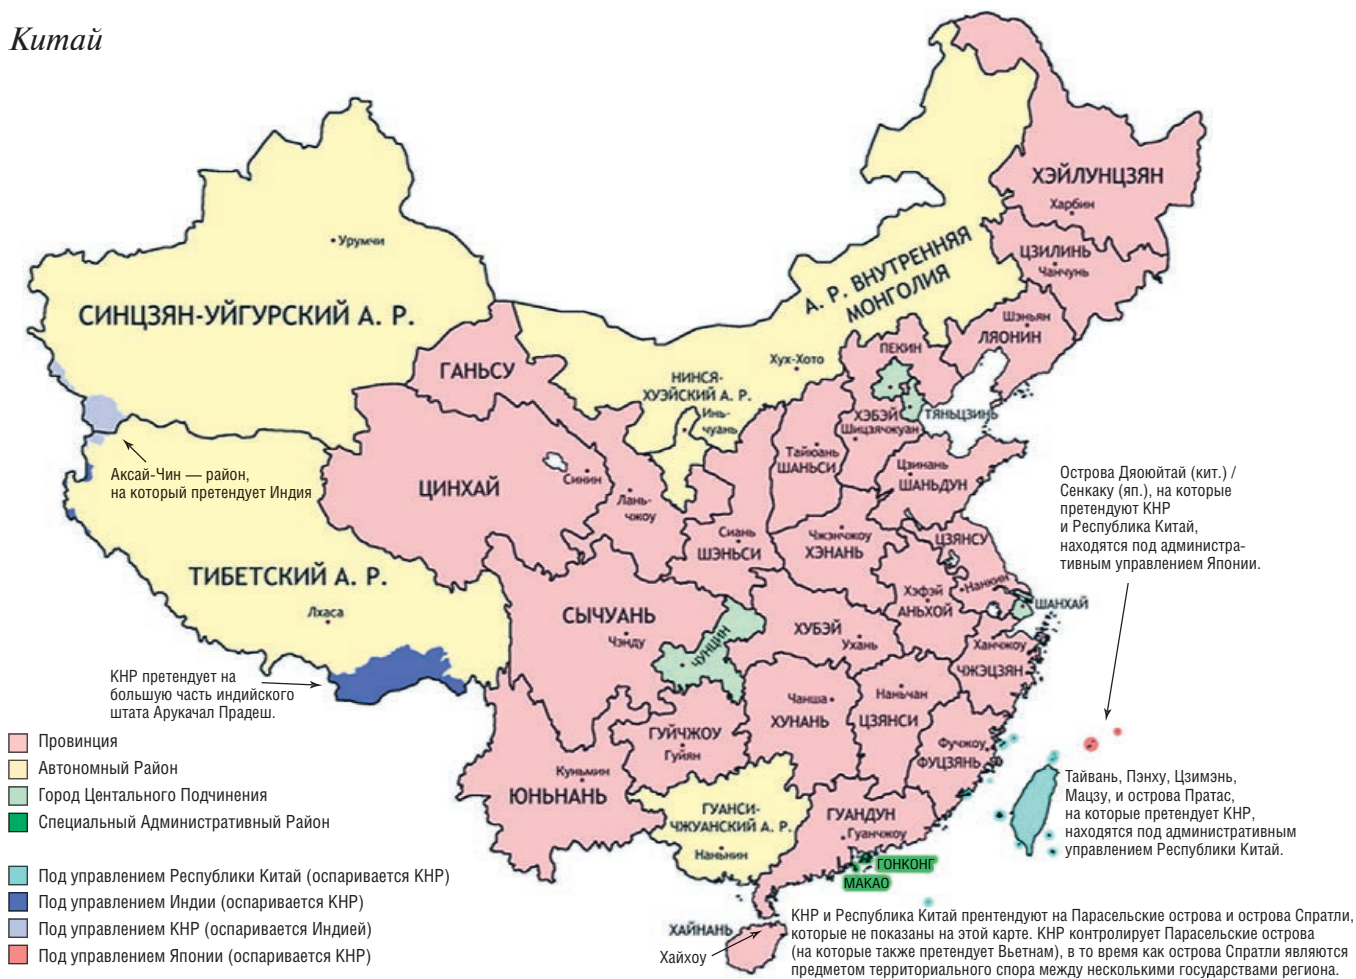 Китай
ХЭЙЛУНЦЗЯН
Харбин
ЦЗИЛИНЬ
Чанчунь
А. Р. ВНУТРЕННЯЯ
МОНГОЛИЯ
Шэньян
ЛЯОНИН
Урумчи
СИНЦЗЯН-УЙГУРСКИЙ А. Р.
ГАНЬСУ
Хух-Хото
ПЕКИН
НИНСЯ-
ХУЭЙСКИЙ А. Р.
Инь-
чуань
ХЭБЭЙ
ТЯНЬЦЗИНЬ
Шицзячжуан
Тайюань
ШАНЬСИ
Цзинань
ШАНЬДУН
Аксай-Чин — район,
на который претендует Индия
ЦИНХАЙ
Синин
Лань-
чжоу
Сиань
ШЭНЬСИ
Чжэнчжоу
ХЭНАНЬ
ЦЗЯНСУ
Острова Дяоюйтай (кит.) /
Сенкаку (яп.), на которые
претендуют КНР
и Республика Китай,
находятся под администра-
тивным управлением Японии.
ТИБЕТСКИЙ А. Р.
Лхаса
СЫЧУАНЬ
Чэнду
ЧУНЦИН
ХУБЭЙ
Ухань
Хэфэй
АНЬХОЙ
Нанкин
ШАНХАЙ
Ханчжоу
ЧЖЭЦЗЯН
КНР претендует на
большую часть индийского
штата Арукачал Прадеш.
Чанша
ХУНАНЬ
Наньчан
ЦЗЯНСИ
ГУЙЧЖОУ
Гуйян
Фучжоу
ФУЦЗЯНЬ
Куньмин
ЮНЬНАНЬ
ГУАНСИ-
ЧЖУАНСКИЙ А. Р.
Наньнин
ГУАНДУН
Гуанчжоу
ГОНКОНГ
МАКАО
Тайвань, Пэнху, Цзимэнь,
Мацзу, и острова Пратас,
на которые претендует КНР,
находятся под административным
управлением Республики Китай.
Провинция
Автономный Район
Город Центального Подчинения
Специальный Административный Район
Под управлением Республики Китай (оспаривается КНР)
Под управлением Индии (оспаривается КНР)
Под управлением КНР (оспаривается Индией)
Под управлением Японии (оспаривается КНР)
ХАЙНАНЬ
Хайхоу
КНР и Республика Китай прентендуют на Парасельские острова и острова Спратли,
которые не показаны на этой карте. КНР контролирует Парасельские острова
(на которые также претендует Вьетнам), в то время как острова Спратли являются
предметом территориального спора между несколькими государствами региона.